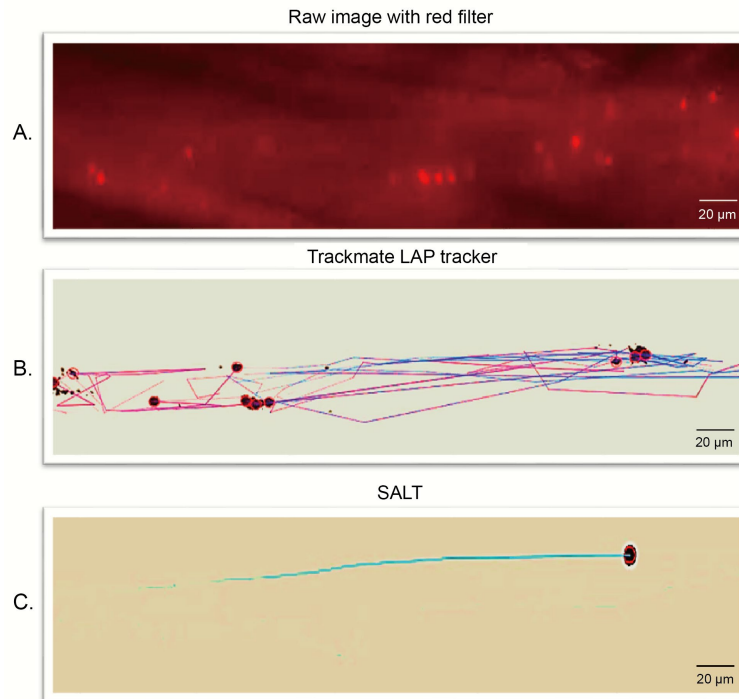 Raw image with red filter
A.
20 µm
Trackmate LAP tracker
B.
20 µm
SALT
C.
20 µm